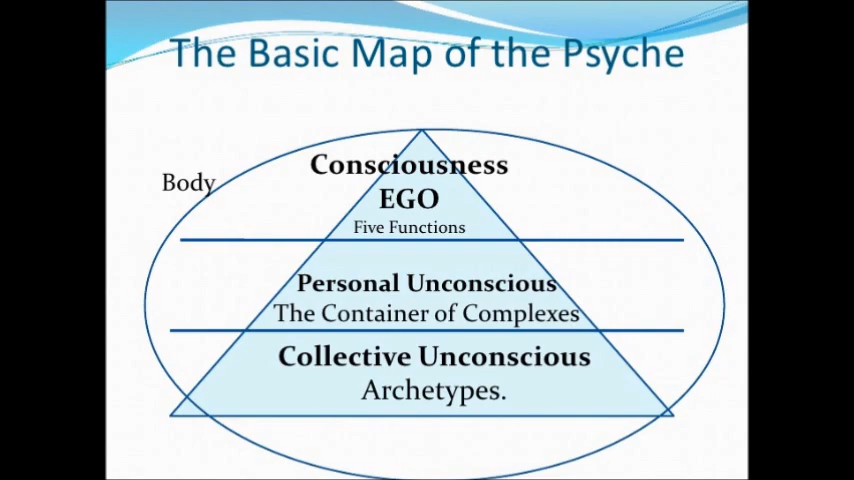 The Basic Map of the Psyche
Body
Consciousness
EGO
Five Functions
Personal Unconscious
The Container of Complexes
Collective Unconscious
Archetypes.